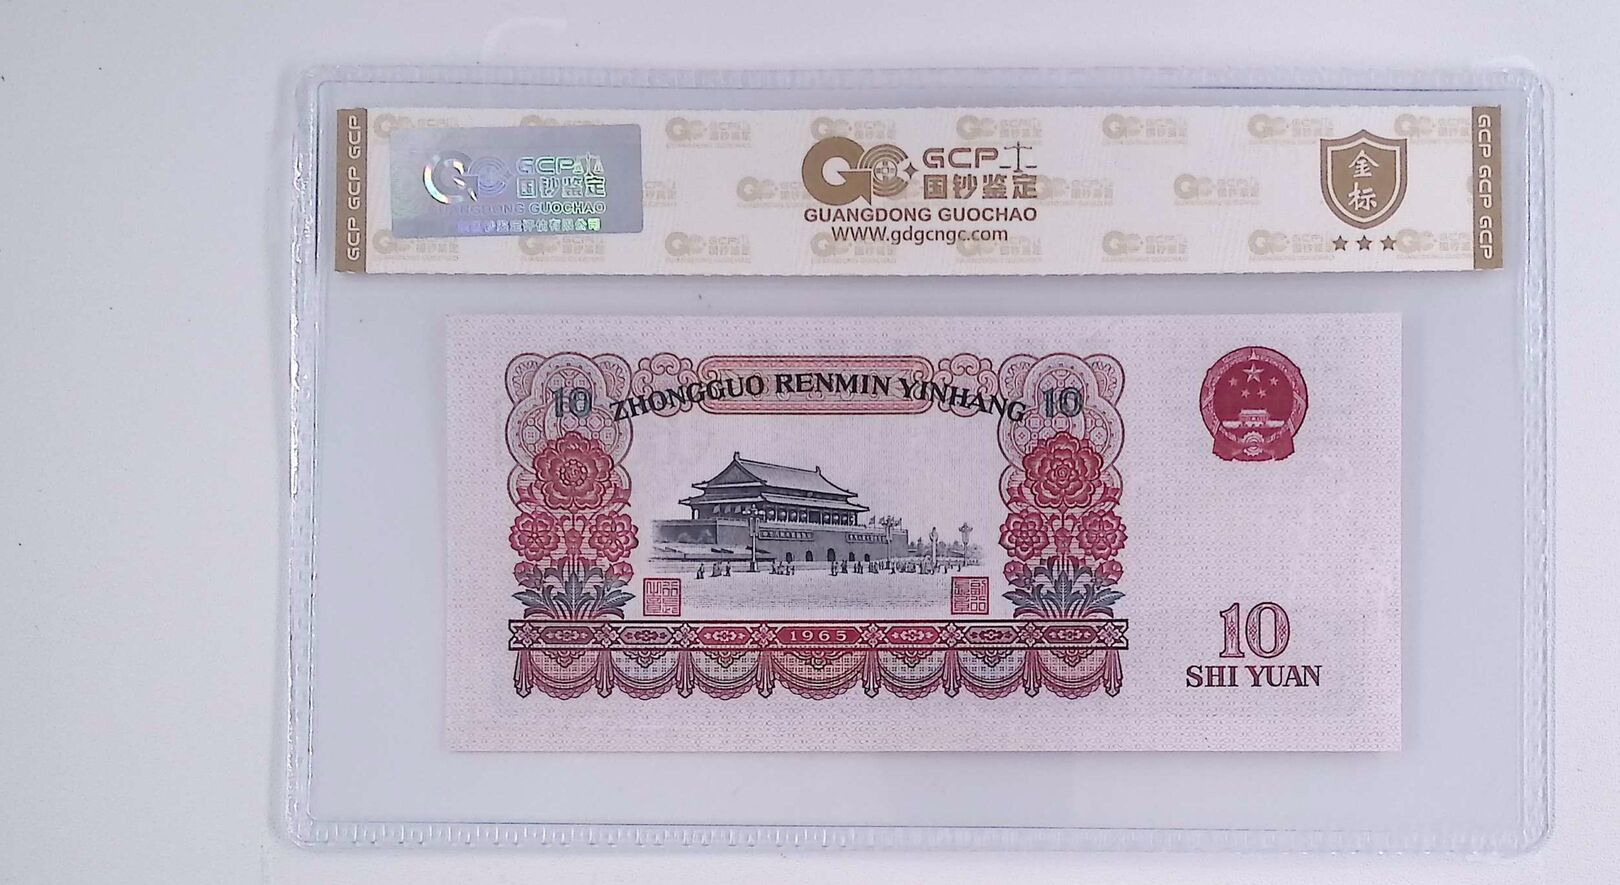 GCP GCP GCP
GCP
国钞鉴定
GUANGDONG GUOCHAO
GCP
国钞鉴定
GUANGDONG GUOCHAO
www.gdgcngc.com
金
标
GCP GCP GCP
10 ZHONGGUO RENMIN YINHANG 10
1965
10
SHI YUAN